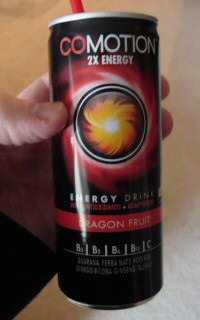 COMOTION
2X ENERGY
ENERGY DRINK
ANTIOXIDANTS
DRAGON FRUIT
B3 | B5 | B6 | B12 | C
GUARANA YERBA MATE ROOIBOS
GINKGO BILOBA GINSENG TAURINE